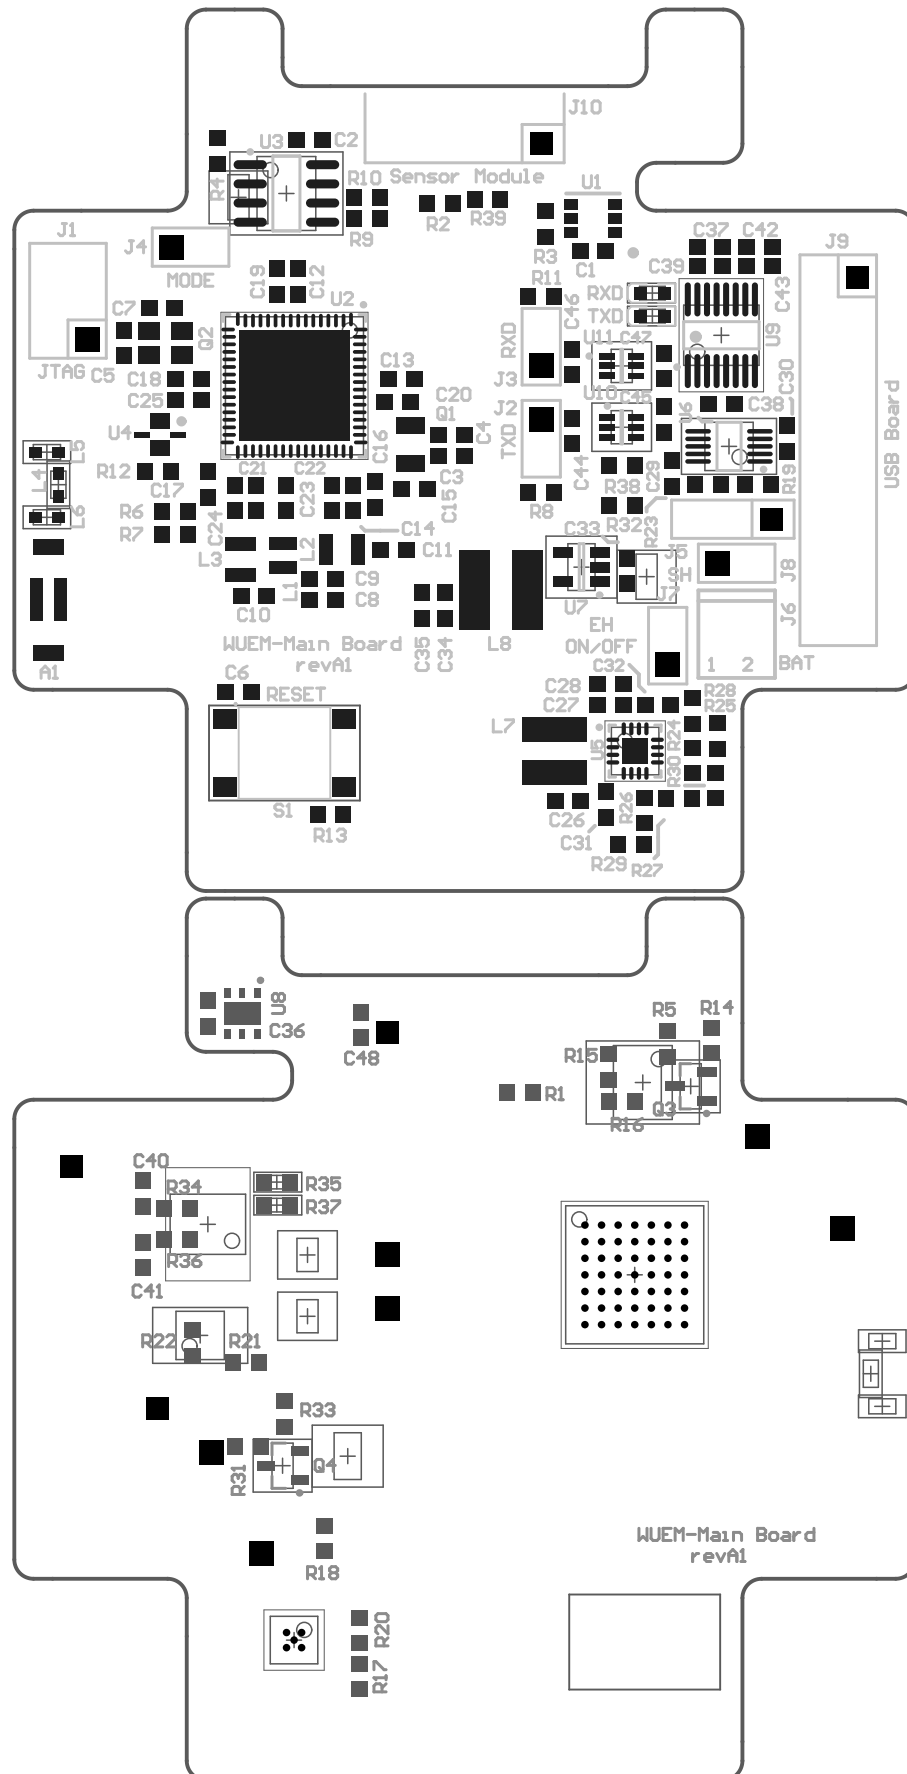 J10
U3
C2
R4
R10
Sensor Module
U1
R2
R39
R9
R3
C1
J1
J4
MODE
C37
C42
J9
C39
C43
C19
C12
R11
RXD
TXD
C46
U2
C7
Q2
U9
JTAG
C5
C18
C25
U4
RXD
J3
U11
C47
C30
C13
C20
Q1
C4
C16
J2
TXD
U10
C45
U6
C38
USB Board
L5
L4
L6
R12
C17
C21
C22
C3
C15
C44
R38
C29
R19
R6
R7
C24
C23
R8
R32
R23
C14
C11
L3
L2
L1
C33
J5
SH
J8
C9
C8
C10
U7
J7
J6
C35
C34
L8
EH
ON/OFF
WUEM-Main Board
revA1
A1
1
2
BAT
C32
C6
RESET
C28
C27
R28
R25
L7
U5
R24
R30
S1
R13
C26
C31
R26
R29
R27
U8
C36
C48
R5
R14
R15
R1
Q3
R16
C40
R34
R35
R37
R36
C41
R22
R21
R33
R31
Q4
WUEM-Main Board
revA1
R18
R20
R17